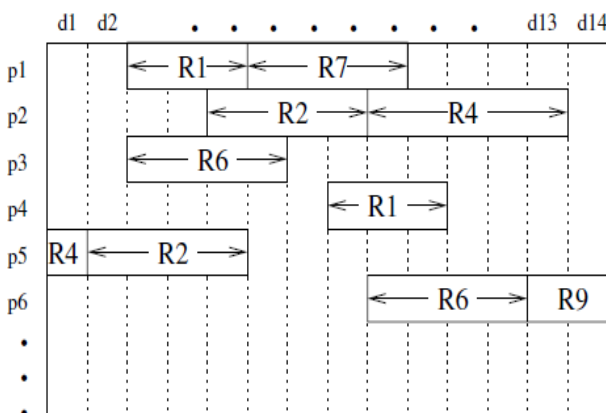 d1 d2 . . . . . . . . d13 d14
p1 R1 R7
p2 R2 R4
p3 R6
p4 R1
p5 R4 R2
p6 R6 R9
.
.
.